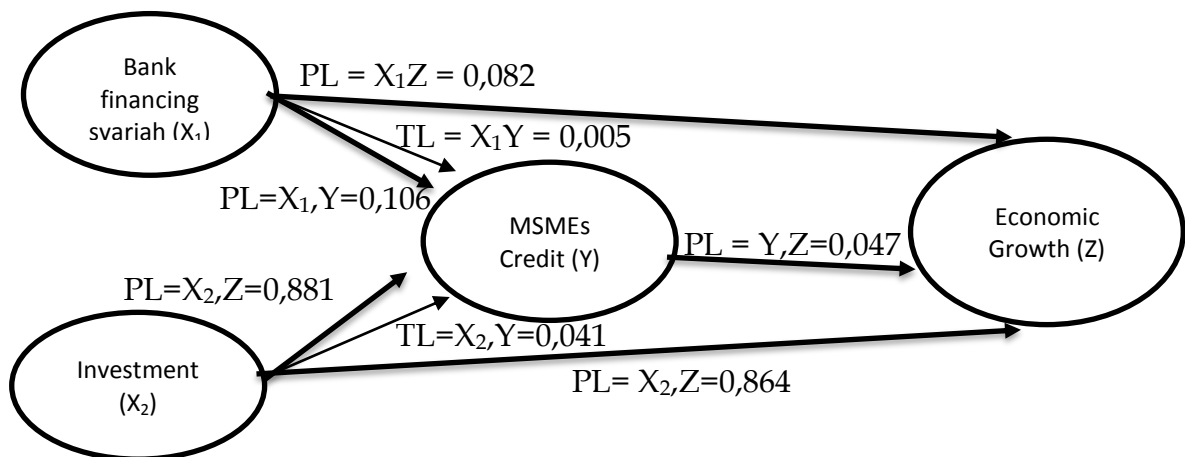 Bank
financing
svariah (X₁)
PL = X₁Z = 0,082
TL = X₁Y = 0,005
PL=X₁,Y=0,106
MSMEs
Credit (Y)
Economic
Growth (Z)
PL = Y,Z=0,047
PL=X₂,Z=0,881
TL=X₂,Y=0,041
Investment
(X₂)
PL= X₂,Z=0,864